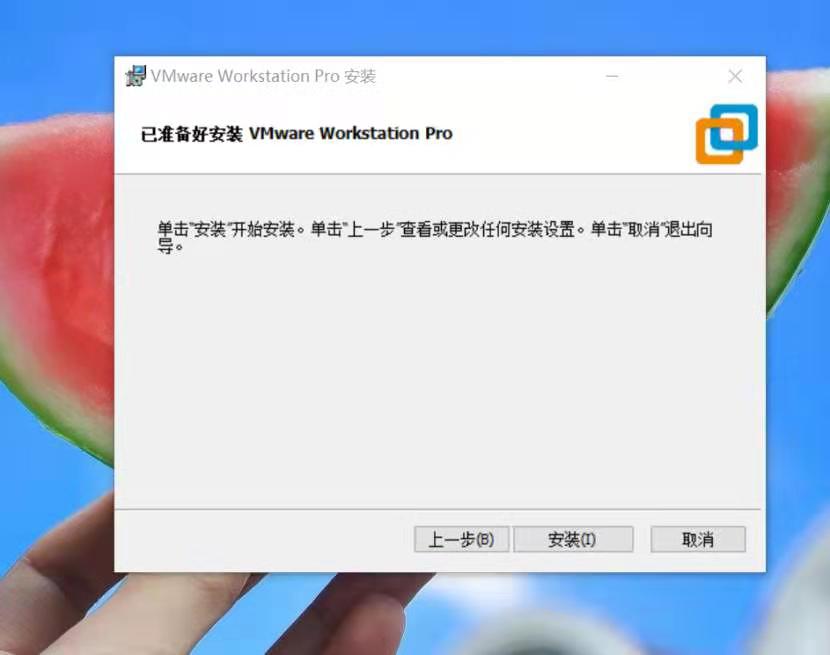 VMware Workstation Pro 安装
已准备好安装 VMware Workstation Pro
单击"安装"开始安装。单击"上一步"查看或更改任何安装设置。单击"取消"退出向
导。
上一步(B) 安装(I) 取消